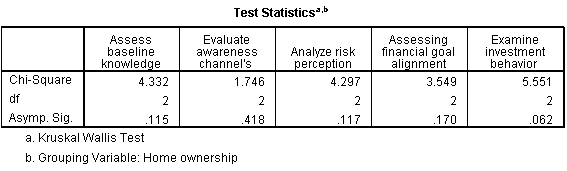 Test Statisticsa,b
Assess baseline knowledge Evaluate awareness channel's Analyze risk perception Assessing financial goal alignment Examine investment behavior
Chi-Square 4.332 1.746 4.297 3.549 5.551
df 2 2 2 2 2
Asymp. Sig. .115 .418 .117 .170 .062
a. Kruskal Wallis Test
b. Grouping Variable: Home ownership